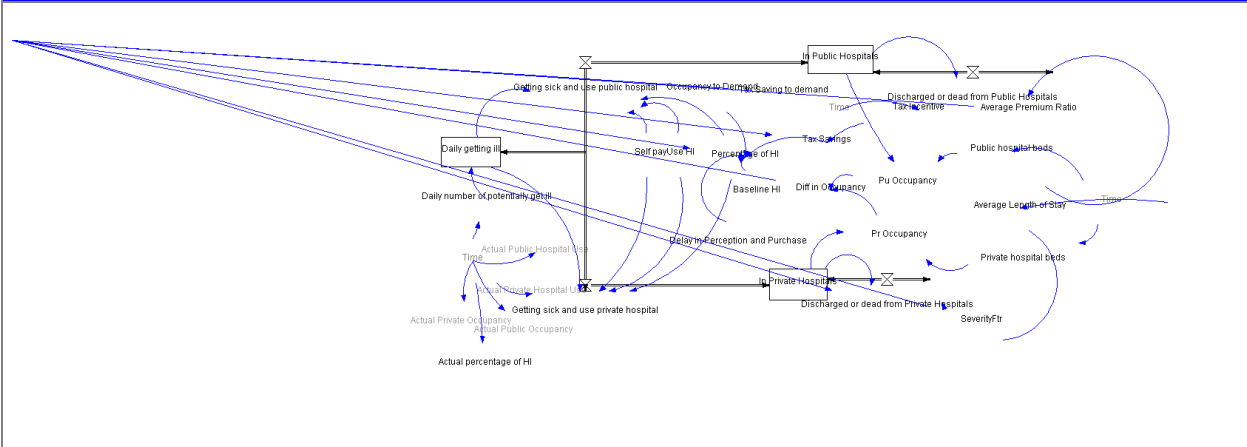 In Public Hospitals
Getting sick and use public hospital
Occupancy to Demand
Tax Saving to demand
Discharged or dead from Public Hospitals
Time
Tax Incentive
Average Premium Ratio
Daily getting ill
Self pay
Use HI
Percentage of HI
Tax Savings
Public hospital beds
Baseline HI
Diff in Occupancy
Pu Occupancy
Daily number of potentially get ill
Average Length of Stay
Time
Delay in Perception and Purchase
Pr Occupancy
Actual Public Hospital Use
Time
Private hospital beds
Actual Private Hospital Use
In Private Hospitals
Getting sick and use private hospital
Discharged or dead from Private Hospitals
Actual Private Occupancy
SeverityFtr
Actual Public Occupancy
Actual percentage of HI